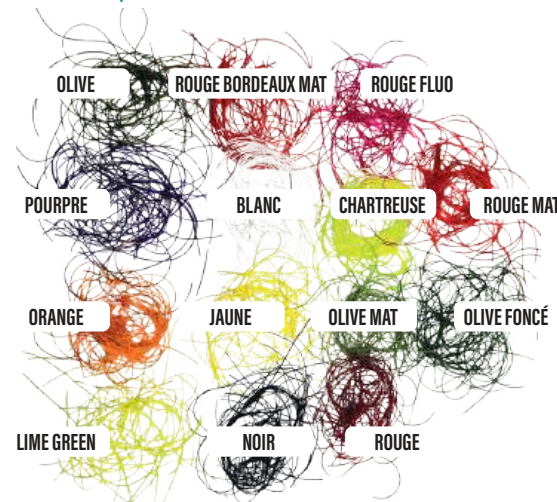 OLIVE
ROUGE BORDEAUX MAT
ROUGE FLUO
POURPRE
BLANC
CHARTREUSE
ROUGE MAT
ORANGE
JAUNE
OLIVE MAT
OLIVE FONCÉ
LIME GREEN
NOIR
ROUGE